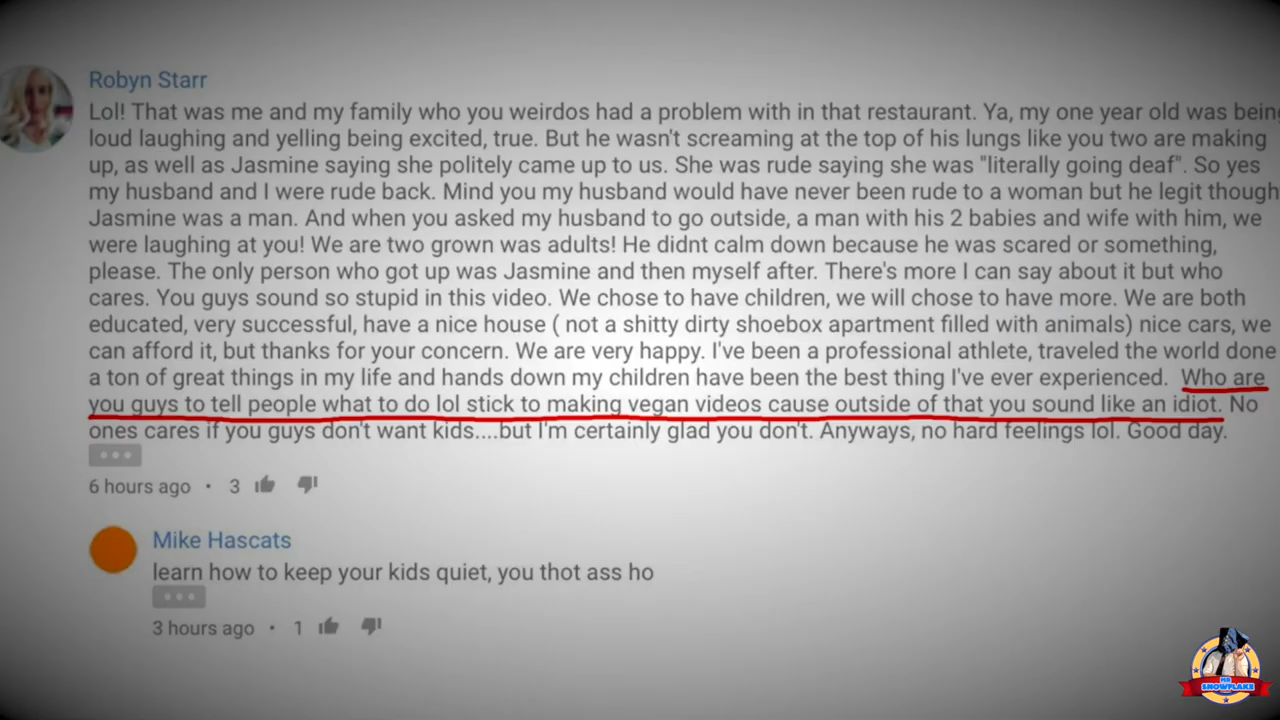 Robyn Starr
Lol! That was me and my family who you weirdos had a problem with in that restaurant. Ya, my one year old was being
loud laughing and yelling being excited, true. But he wasn't screaming at the top of his lungs like you two are making
up, as well as Jasmine saying she politely came up to us. She was rude saying she was "literally going deaf". So yes
my husband and I were rude back. Mind you my husband would have never been rude to a woman but he legit though
Jasmine was a man. And when you asked my husband to go outside, a man with his 2 babies and wife with him, we
were laughing at you! We are two grown was adults! He didnt calm down because he was scared or something,
please. The only person who got up was Jasmine and then myself after. There's more I can say about it but who
cares. You guys sound so stupid in this video. We chose to have children, we will chose to have more. We are both
educated, very successful, have a nice house ( not a shitty dirty shoebox apartment filled with animals) nice cars, we
can afford it, but thanks for your concern. We are very happy. I've been a professional athlete, traveled the world done
a ton of great things in my life and hands down my children have been the best thing I've ever experienced. Who are
you guys to tell people what to do lol stick to making vegan videos cause outside of that you sound like an idiot. No
ones cares if you guys don't want kids....but I'm certainly glad you don't. Anyways, no hard feelings lol. Good day.
6 hours ago · 3
Mike Hascats
learn how to keep your kids quiet, you thot ass ho
3 hours ago · 1
MR
SNOWFLAKE